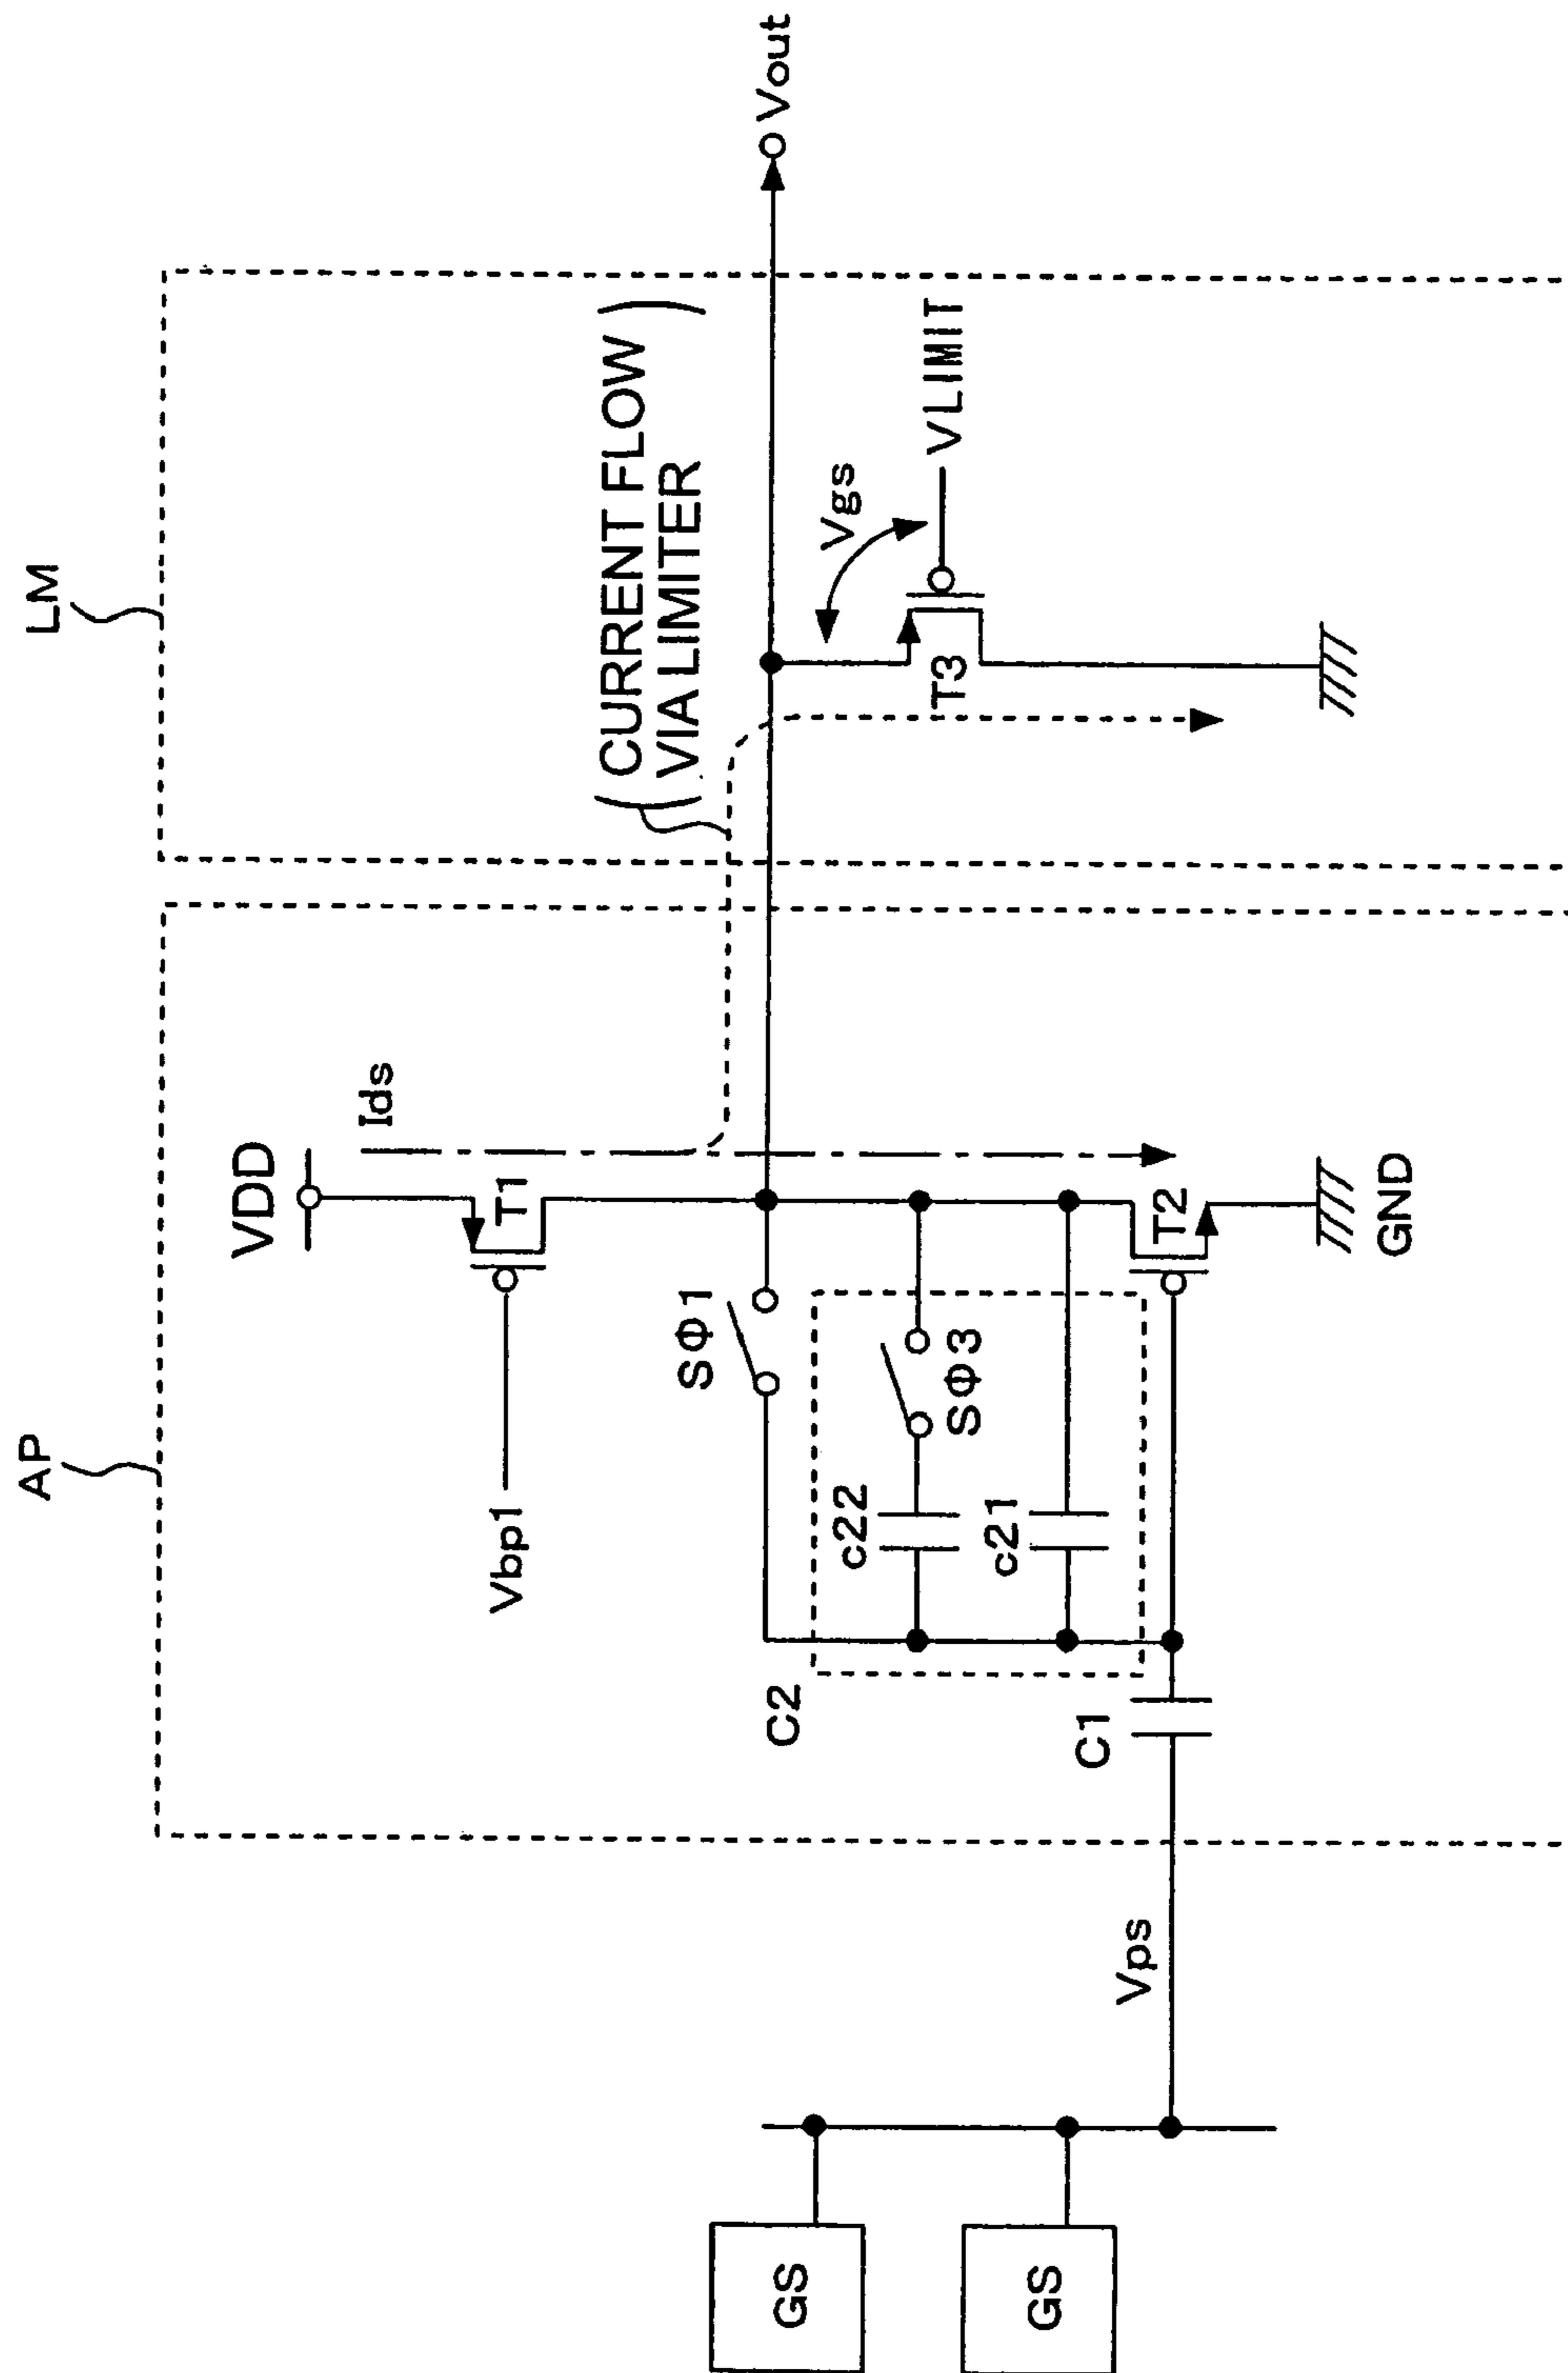 AP
LM
VDD
Ids
Vbp1
T1
(CURRENT FLOW
VIA LIMITER)
SΦ1
Vout
C2
c22
SΦ3
c21
Vgs
VLIMIT
T3
C1
T2
GND
Vps
GS
GS